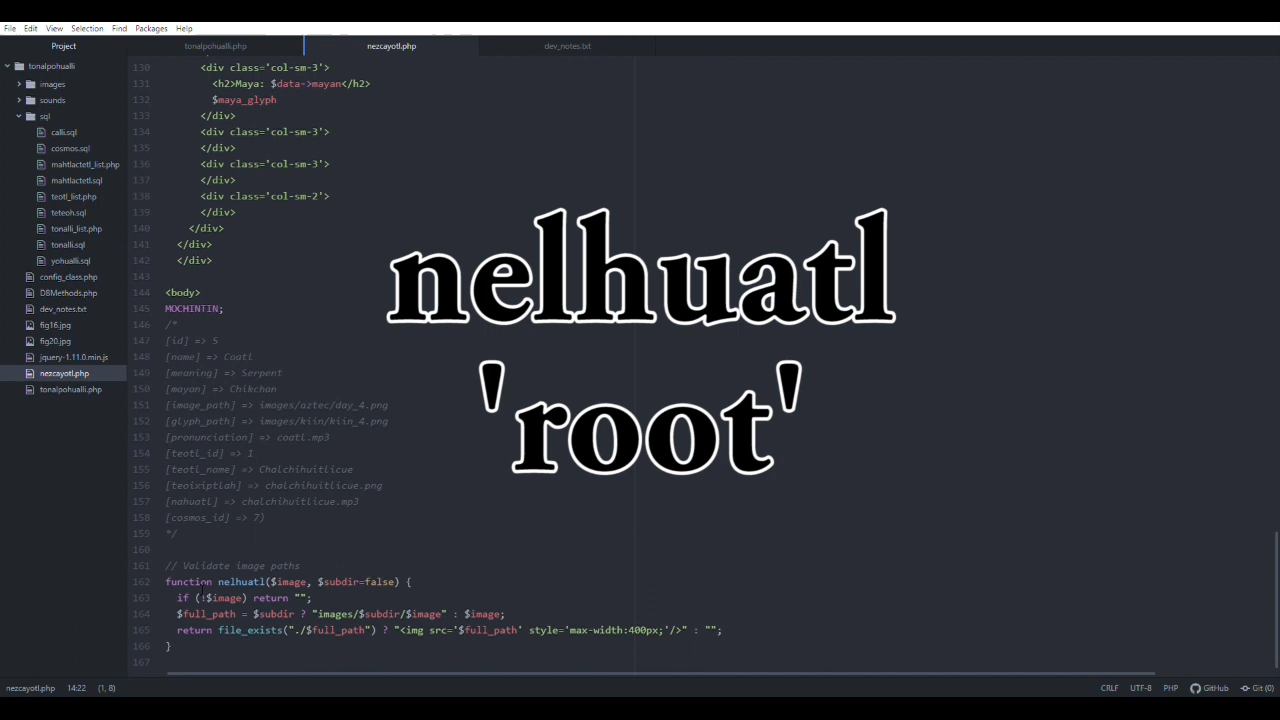 File Edit View Selection Find Packages Help
Project
tonalpohualli.php nezcayotl.php dev_notes.txt
tonalpohualli
images
sounds
sql
calli.sql
cosmos.sql
mahtlactetl_list.php
mahtlactetl.sql
teotl_list.php
teteoh.sql
tonalli_list.php
tonalli.sql
yohualli.sql
config_class.php
DBMethods.php
dev_notes.txt
fig16.jpg
fig20.jpg
jquery-1.11.0.min.js
nezcayotl.php
tonalpohualli.php
130 <div class='col-sm-3'>
131 <h2>Maya: $data->mayan</h2>
132 $maya_glyph
133 </div>
134 <div class='col-sm-3'>
135 </div>
136 <div class='col-sm-3'>
137 </div>
138 <div class='col-sm-2'>
139 </div>
140 </div>
141 </div>
142 </div>
143
144 <body>
145 MOCHINTIN;
146 /*
147 [id] => 5
148 [name] => Coatl
149 [meaning] => Serpent
150 [mayan] => Chikchan
151 [image_path] => images/aztec/day_4.png
152 [glyph_path] => images/kiin/kiin_4.png
153 [pronunciation] => coatl.mp3
154 [teotl_id] => 1
155 [teotl_name] => Chalchihuitlicue
156 [teoixiptlah] => chalchihuitlicue.png
157 [nahuatl] => chalchihuitlicue.mp3
158 [cosmos_id] => 7)
159 */
160
161 // Validate image paths
162 function nelhuatl($image, $subdir=false) {
163 if (!$image) return "";
164 $full_path = $subdir ? "images/$subdir/$image" : $image;
165 return file_exists("./$full_path") ? "<img src='$full_path' style='max-width:400px;'/>" : "";
166 }
167
nelhuatl
'root'
nezcayotl.php 14:22 (1, 8) CRLF UTF-8 PHP GitHub Git (0)